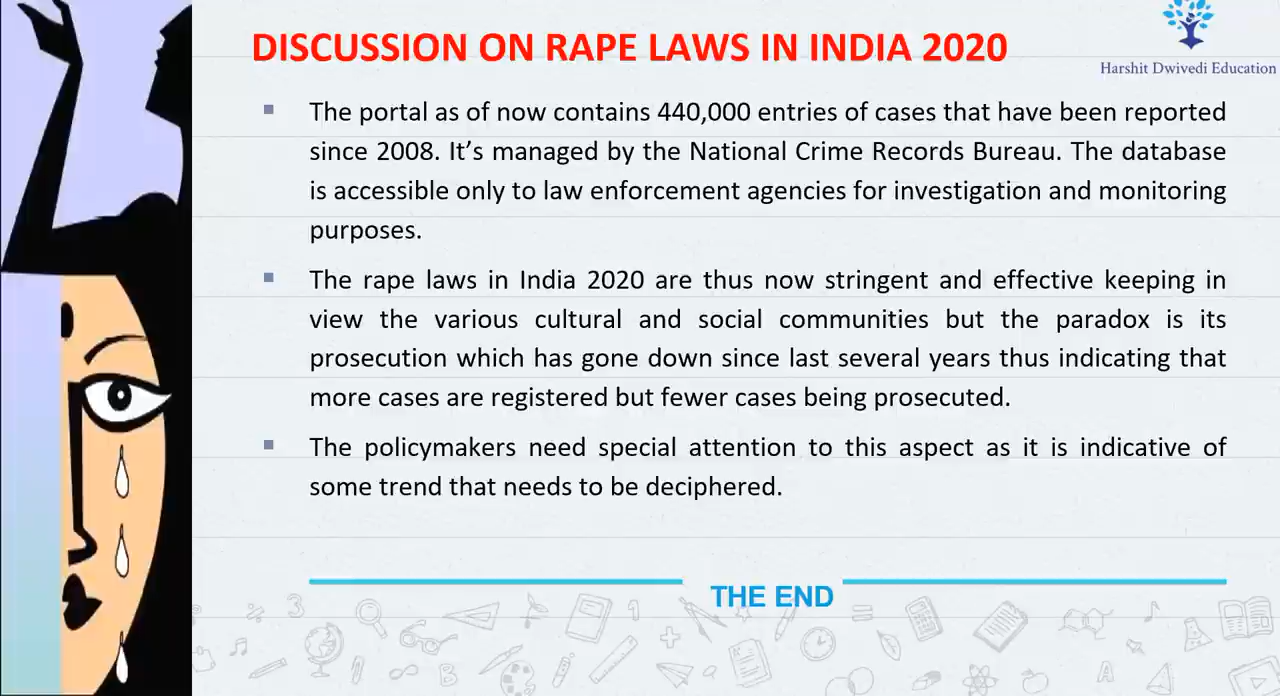 DISCUSSION ON RAPE LAWS IN INDIA 2020
Harshit Dwivedi Education
The portal as of now contains 440,000 entries of cases that have been reported
since 2008. It’s managed by the National Crime Records Bureau. The database
is accessible only to law enforcement agencies for investigation and monitoring
purposes.
The rape laws in India 2020 are thus now stringent and effective keeping in
view the various cultural and social communities but the paradox is its
prosecution which has gone down since last several years thus indicating that
more cases are registered but fewer cases being prosecuted.
The policymakers need special attention to this aspect as it is indicative of
some trend that needs to be deciphered.
THE END